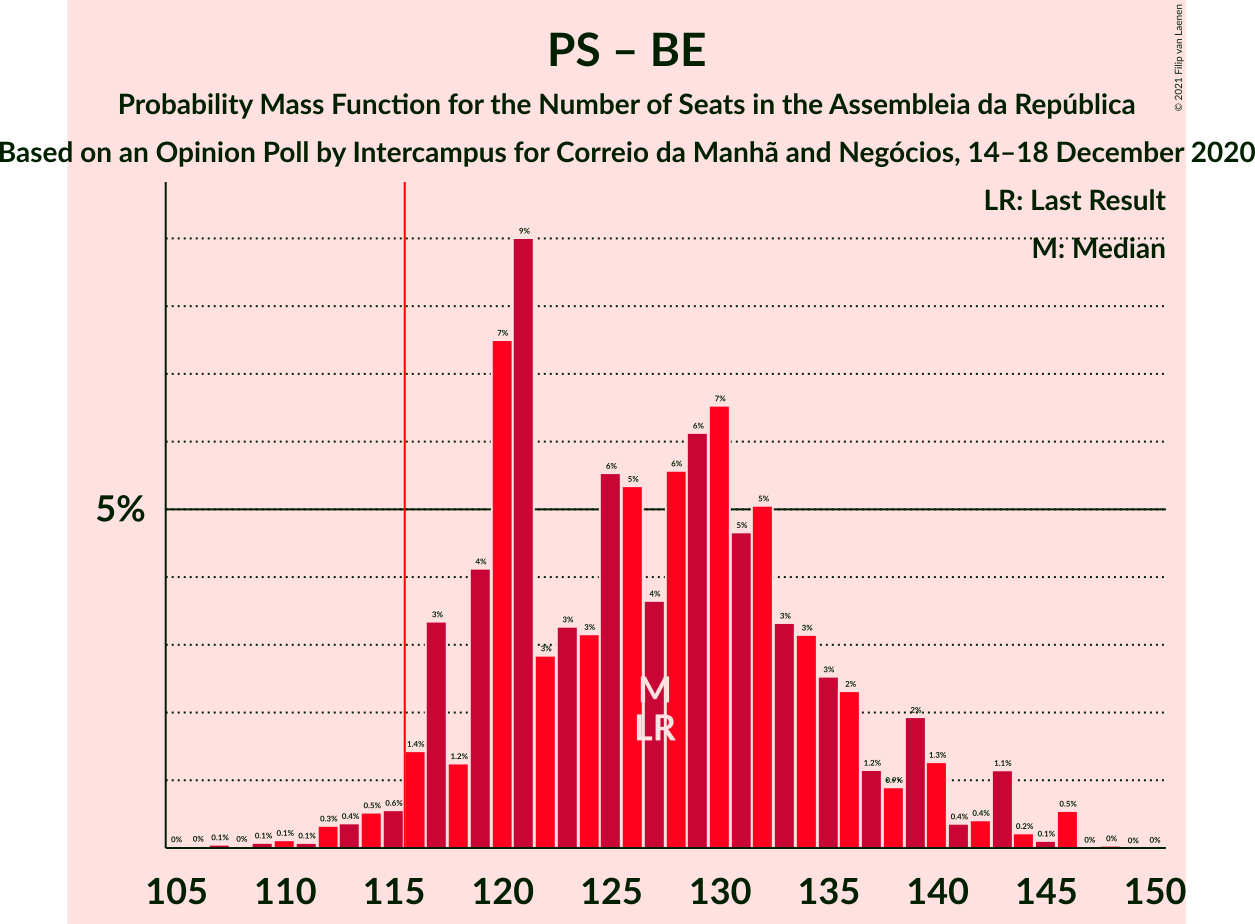 PS – BE
Probability Mass Function for the Number of Seats in the Assembleia da República
Based on an Opinion Poll by Intercampus for Correio da Manhã and Negócios, 14–18 December 2020
© 2021 Filip van Laenen
LR: Last Result
M: Median
5%
0% 0% 0.1% 0% 0.1% 0.1% 0.1% 0.3% 0.4% 0.5% 0.6% 1.4% 3% 1.2% 4% 7% 9% 3% 3% 3% 6% 5% 4% 6% 6% 7% 5% 5% 3% 3% 3% 2% 1.2% 0.9% 2% 1.3% 0.4% 0.4% 1.1% 0.2% 0.1% 0.5% 0% 0% 0% 0%
M
LR
105 110 115 120 125 130 135 140 145 150